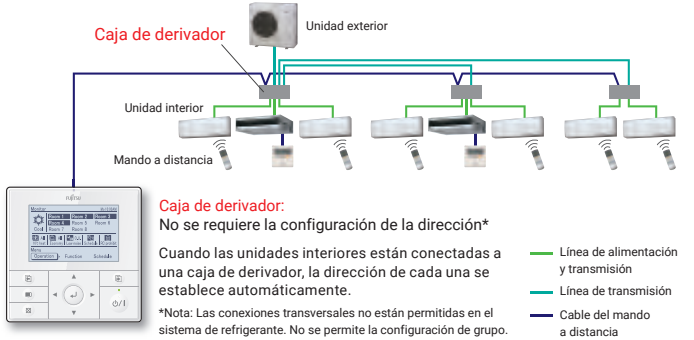 Caja de derivador
Unidad exterior
Unidad interior
Mando a distancia
FUJITSU
Monitor
Cool
Room 1 Room 2 Room 3
Room 4 Room 5 Room 6
Room 7 Room 8
Menu
Operation Function Schedule
Caja de derivador:
No se requiere la configuración de la dirección*
Cuando las unidades interiores están conectadas a
una caja de derivador, la dirección de cada una se
establece automáticamente.
*Nota: Las conexiones transversales no están permitidas en el
sistema de refrigerante. No se permite la configuración de grupo.
Línea de alimentación
y transmisión
Línea de transmisión
Cable del mando
a distancia